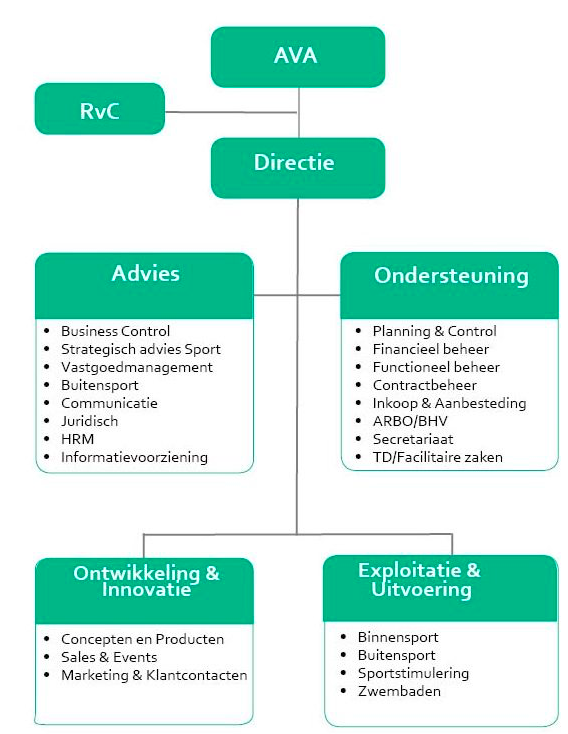 AVA
RvC
Directie
Advies
• Business Control
• Strategisch advies Sport
• Vastgoedmanagement
• Buitensport
• Communicatie
• Juridisch
• HRM
• Informatievoorziening
Ondersteuning
• Planning & Control
• Financieel beheer
• Functioneel beheer
• Contractbeheer
• Inkoop & Aanbesteding
• ARBO/BHV
• Secretariaat
• TD/Facilitaire zaken
Ontwikkeling &
Innovatie
• Concepten en Producten
• Sales & Events
• Marketing & Klantcontacten
Exploitatie &
Uitvoering
• Binnensport
• Buitensport
• Sportstimulering
• Zwembaden